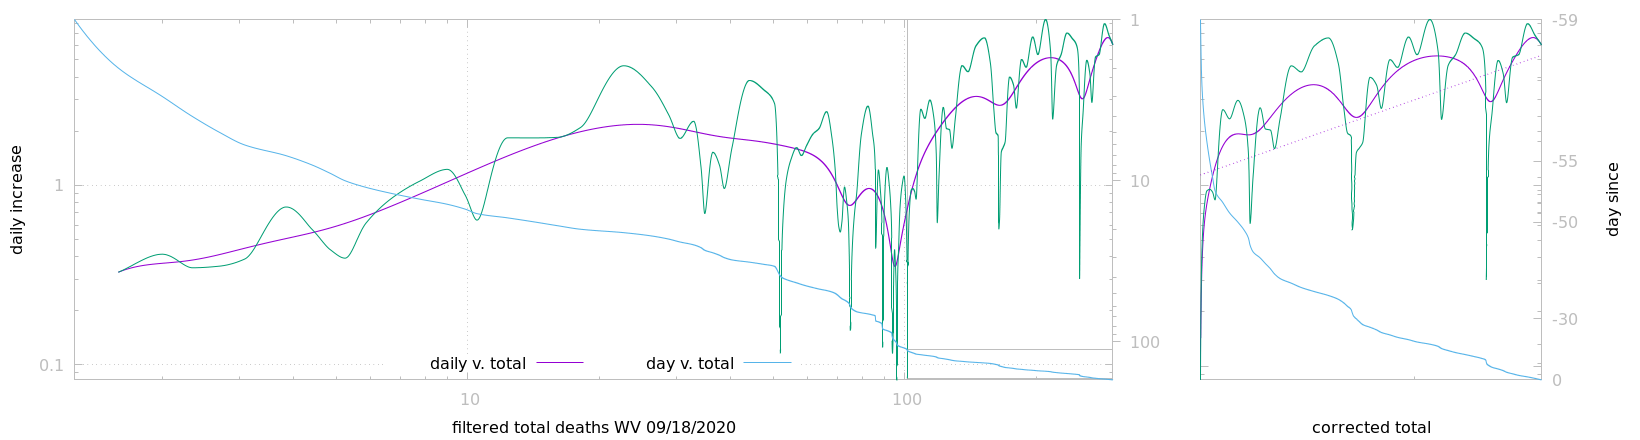 1
-59
1
10
-55
daily increase
-50
day since
-30
100
0.1
daily v. total
day v. total
0
10
100
filtered total deaths WV 09/18/2020
corrected total